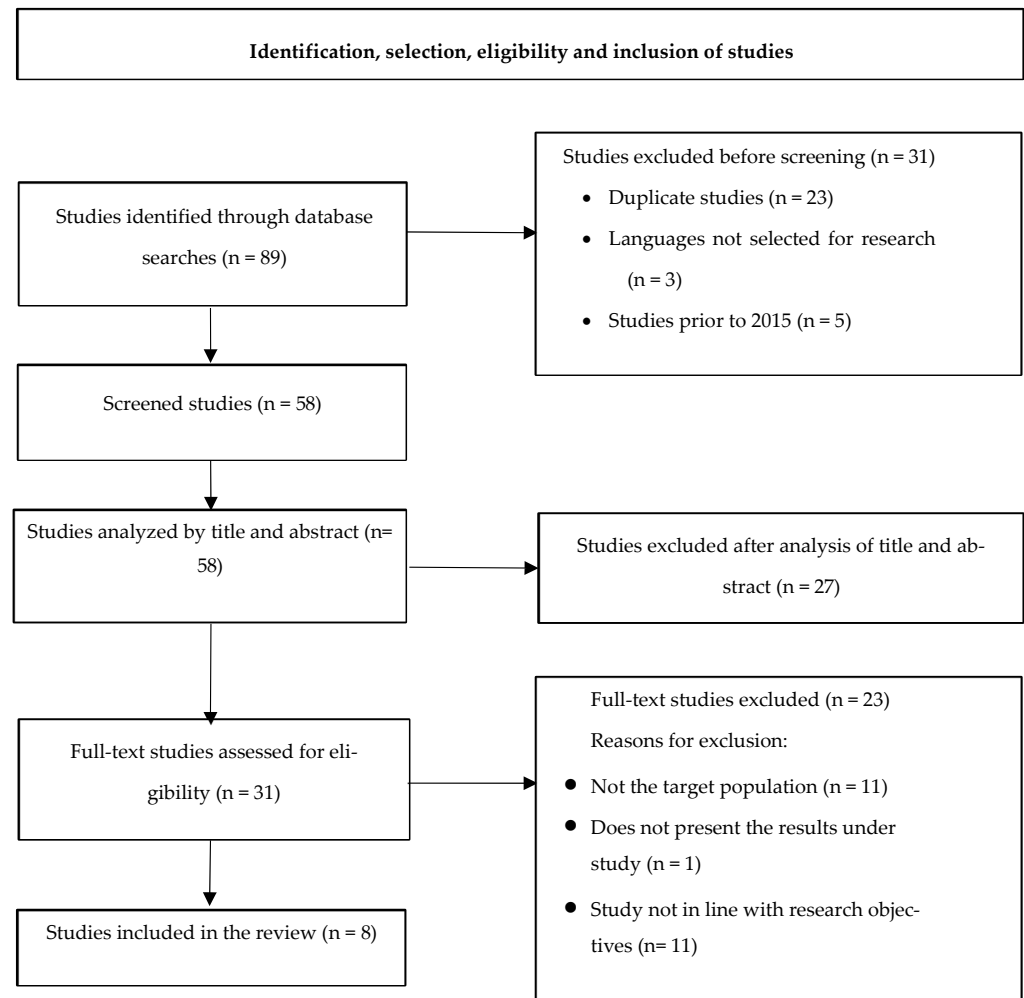 Identification, selection, eligibility and inclusion of studies
Studies identified through database
searches (n = 89)
Studies excluded before screening (n = 31)
• Duplicate studies (n = 23)
• Languages not selected for research
(n = 3)
• Studies prior to 2015 (n = 5)
Screened studies (n = 58)
Studies analyzed by title and abstract (n=
58)
Studies excluded after analysis of title and ab-
stract (n = 27)
Full-text studies assessed for eli-
gibility (n = 31)
Full-text studies excluded (n = 23)
Reasons for exclusion:
● Not the target population (n = 11)
● Does not present the results under
study (n = 1)
● Study not in line with research objec-
tives (n= 11)
Studies included in the review (n = 8)